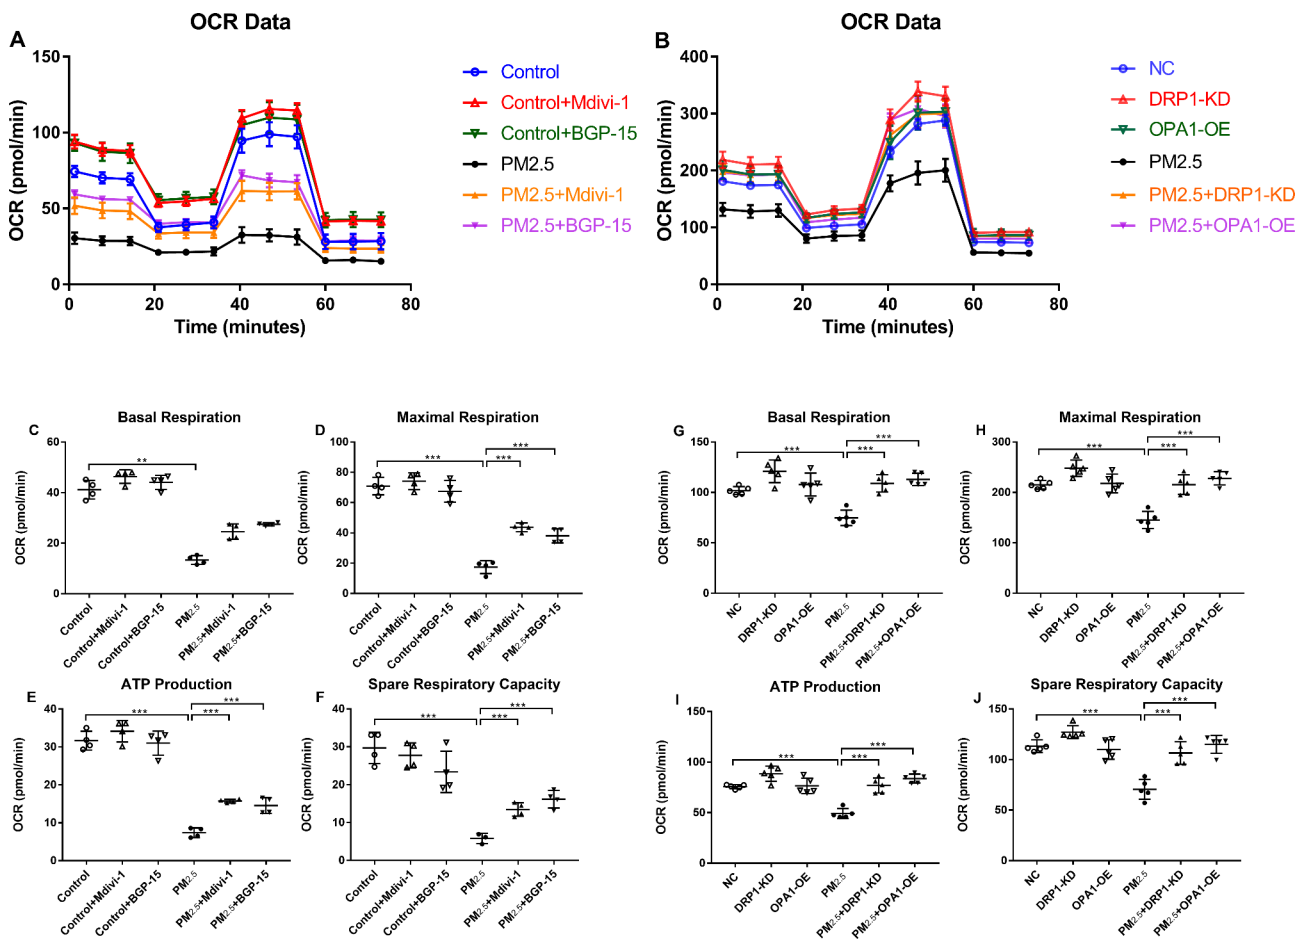 A
OCR Data
OCR (pmol/min)
150
100
50
0
0
20
40
60
80
Time (minutes)
Control
Control+Mdivi-1
Control+BGP-15
PM2.5
PM2.5+Mdivi-1
PM2.5+BGP-15
B
OCR Data
OCR (pmol/min)
400
300
200
100
0
0
20
40
60
80
Time (minutes)
NC
DRP1-KD
OPA1-OE
PM2.5
PM2.5+DRP1-KD
PM2.5+OPA1-OE
C
Basal Respiration
OCR (pmol/min)
60
40
20
0
**
Control
Control+Mdivi-1
Control+BGP-15
PM2.5
PM2.5+Mdivi-1
PM2.5+BGP-15
D
Maximal Respiration
OCR (pmol/min)
100
80
60
40
20
0
***
***
***
Control
Control+Mdivi-1
Control+BGP-15
PM2.5
PM2.5+Mdivi-1
PM2.5+BGP-15
G
Basal Respiration
OCR (pmol/min)
150
100
50
0
***
***
***
NC
DRP1-KD
OPA1-OE
PM2.5
PM2.5+DRP1-KD
PM2.5+OPA1-OE
H
Maximal Respiration
OCR (pmol/min)
300
200
100
0
***
***
***
NC
DRP1-KD
OPA1-OE
PM2.5
PM2.5+DRP1-KD
PM2.5+OPA1-OE
E
ATP Production
OCR (pmol/min)
40
30
20
10
0
***
***
***
Control
Control+Mdivi-1
Control+BGP-15
PM2.5
PM2.5+Mdivi-1
PM2.5+BGP-15
F
Spare Respiratory Capacity
OCR (pmol/min)
40
30
20
10
0
***
***
***
Control
Control+Mdivi-1
Control+BGP-15
PM2.5
PM2.5+Mdivi-1
PM2.5+BGP-15
I
ATP Production
OCR (pmol/min)
150
100
50
0
***
***
***
NC
DRP1-KD
OPA1-OE
PM2.5
PM2.5+DRP1-KD
PM2.5+OPA1-OE
J
Spare Respiratory Capacity
OCR (pmol/min)
150
100
50
0
***
***
***
NC
DRP1-KD
OPA1-OE
PM2.5
PM2.5+DRP1-KD
PM2.5+OPA1-OE